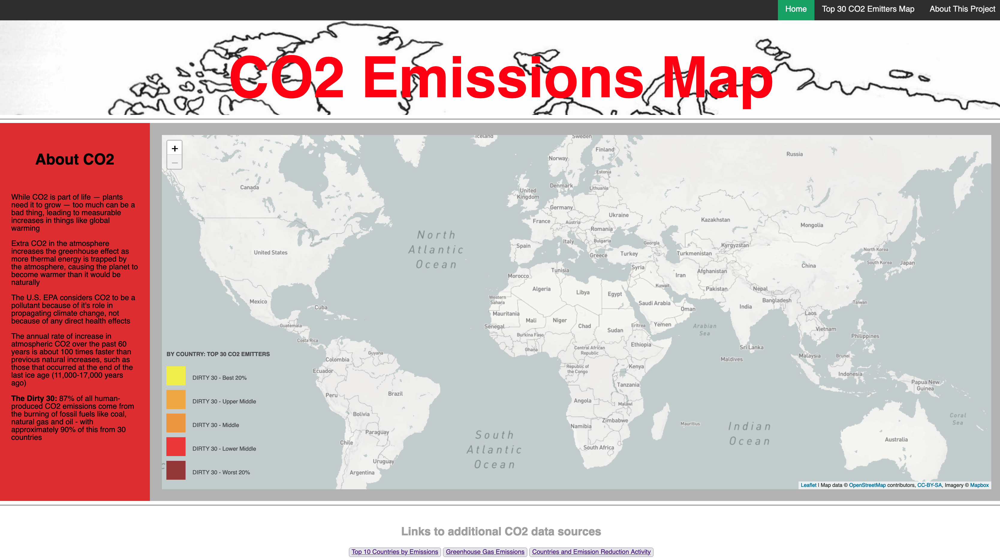 Home Top 30 CO2 Emitters Map About This Project
CO2 Emissions Map
About CO2
While CO2 is part of life — plants
need it to grow — too much can be a
bad thing, leading to measurable
increases in things like global
warming
Extra CO2 in the atmosphere
increases the greenhouse effect as
more thermal energy is trapped by
the atmosphere, causing the planet to
become warmer than it would be
naturally
The U.S. EPA considers CO2 to be a
pollutant because of it's role in
propagating climate change, not
because of any direct health effects
The annual rate of increase in
atmospheric CO2 over the past 60
years is about 100 times faster than
previous natural increases, such as
those that occurred at the end of the
last ice age (11,000-17,000 years
ago)
The Dirty 30: 87% of all human-
produced CO2 emissions come from
the burning of fossil fuels like coal,
natural gas and oil - with
approximately 90% of this from 30
countries
+
−
Iceland
Sweden
Finland
Norway
Russia
Estonia
Canada
Denmark
Lithuania
United
Kingdom
Germany
Ukraine
France
Austria
Kazakhstan
Mongolia
Romania
North
Atlantic
Ocean
Spain
Italy
Bulgaria
Georgia
Kyrgyzstan
United States
Greece
Turkey
Turkmenistan
North Korea
South Korea
Japan
China
Syria
Tunisia
Afghanistan
Morocco
Iran
Algeria
Libya
Egypt
Kuwait
Pakistan
Nepal
Western
Sahara
Mexico
Saudi Arabia
Bangladesh
Taiwan
Cuba
Oman
India
Mauritania
Laos
Mali
Niger
Chad
Sudan
Eritrea
Yemen
Arabian
Sea
Guatemala
Senegal
Vietnam
Burkina Faso
Philippines
Costa Rica
Ethiopia
Sri Lanka
Ghana
Central African
Republic
Guyana
Colombia
Maldives
Malaysia
Brunei
Ecuador
Republic of
the Congo
Kenya
Indonesia
Tanzania
Papua New
Guinea
Peru
Brazil
Angola
Malawi
Bolivia
Zimbabwe
Namibia
Mauritius
Indian
Ocean
Coral
Sea
Paraguay
Chile
South
Atlantic
Ocean
South Africa
Australia
Uruguay
Argentina
c
BY COUNTRY: TOP 30 CO2 EMITTERS
DIRTY 30 - Best 20%
DIRTY 30 - Upper Middle
DIRTY 30 - Middle
DIRTY 30 - Lower Middle
DIRTY 30 - Worst 20%
Leaflet | Map data © OpenStreetMap contributors, CC-BY-SA, Imagery © Mapbox
Links to additional CO2 data sources
Top 10 Countries by Emissions Greenhouse Gas Emissions Countries and Emission Reduction Activity